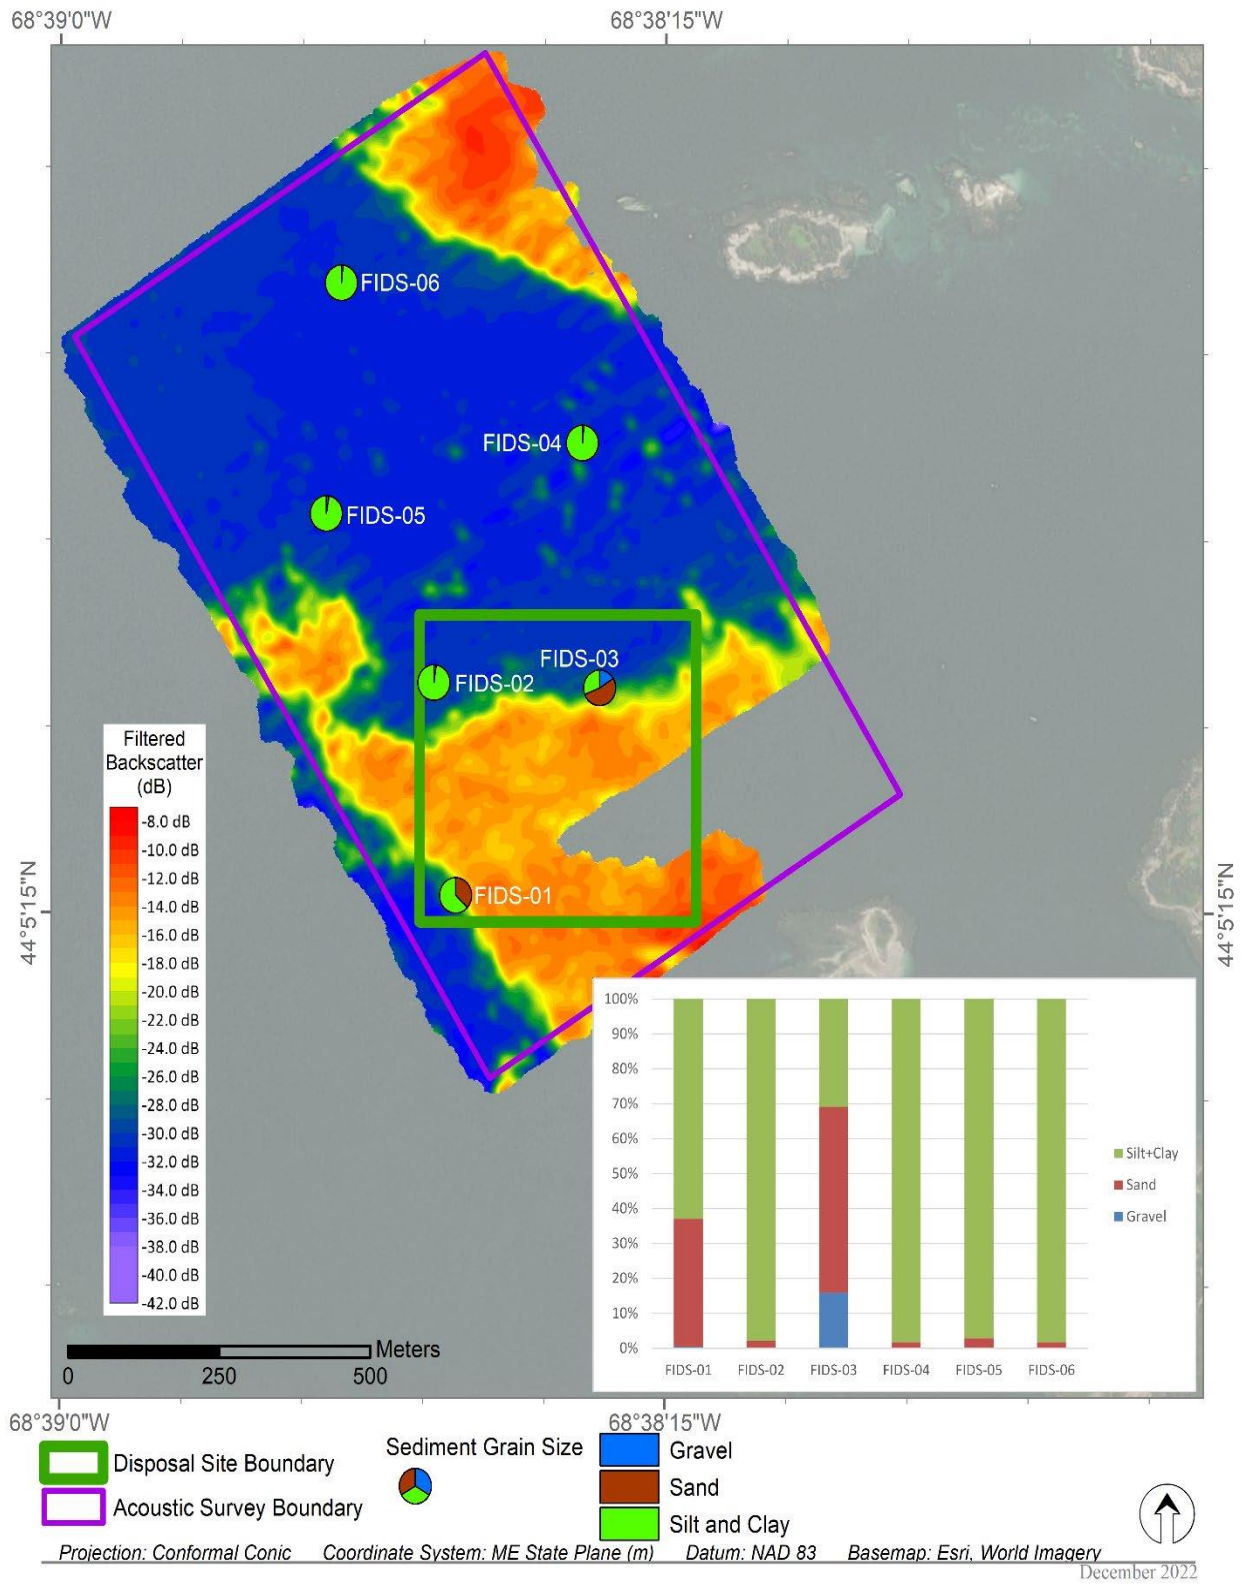 68°39'0"W 68°38'15"W
FIDS-06
FIDS-04
FIDS-05
FIDS-03
FIDS-02
FIDS-01
Filtered
Backscatter
(dB)
-8.0 dB
-10.0 dB
-12.0 dB
-14.0 dB
-16.0 dB
-18.0 dB
-20.0 dB
-22.0 dB
-24.0 dB
-26.0 dB
-28.0 dB
-30.0 dB
-32.0 dB
-34.0 dB
-36.0 dB
-38.0 dB
-40.0 dB
-42.0 dB
44°5'15"N
44°5'15"N
Meters
0 250 500
100%
90%
80%
70%
60%
50%
40%
30%
20%
10%
0%
FIDS-01 FIDS-02 FIDS-03 FIDS-04 FIDS-05 FIDS-06
Silt+Clay
Sand
Gravel
68°39'0"W 68°38'15"W
Disposal Site Boundary
Acoustic Survey Boundary
Sediment Grain Size
Gravel
Sand
Silt and Clay
Projection: Conformal Conic Coordinate System: ME State Plane (m) Datum: NAD 83 Basemap: Esri, World Imagery
December 2022